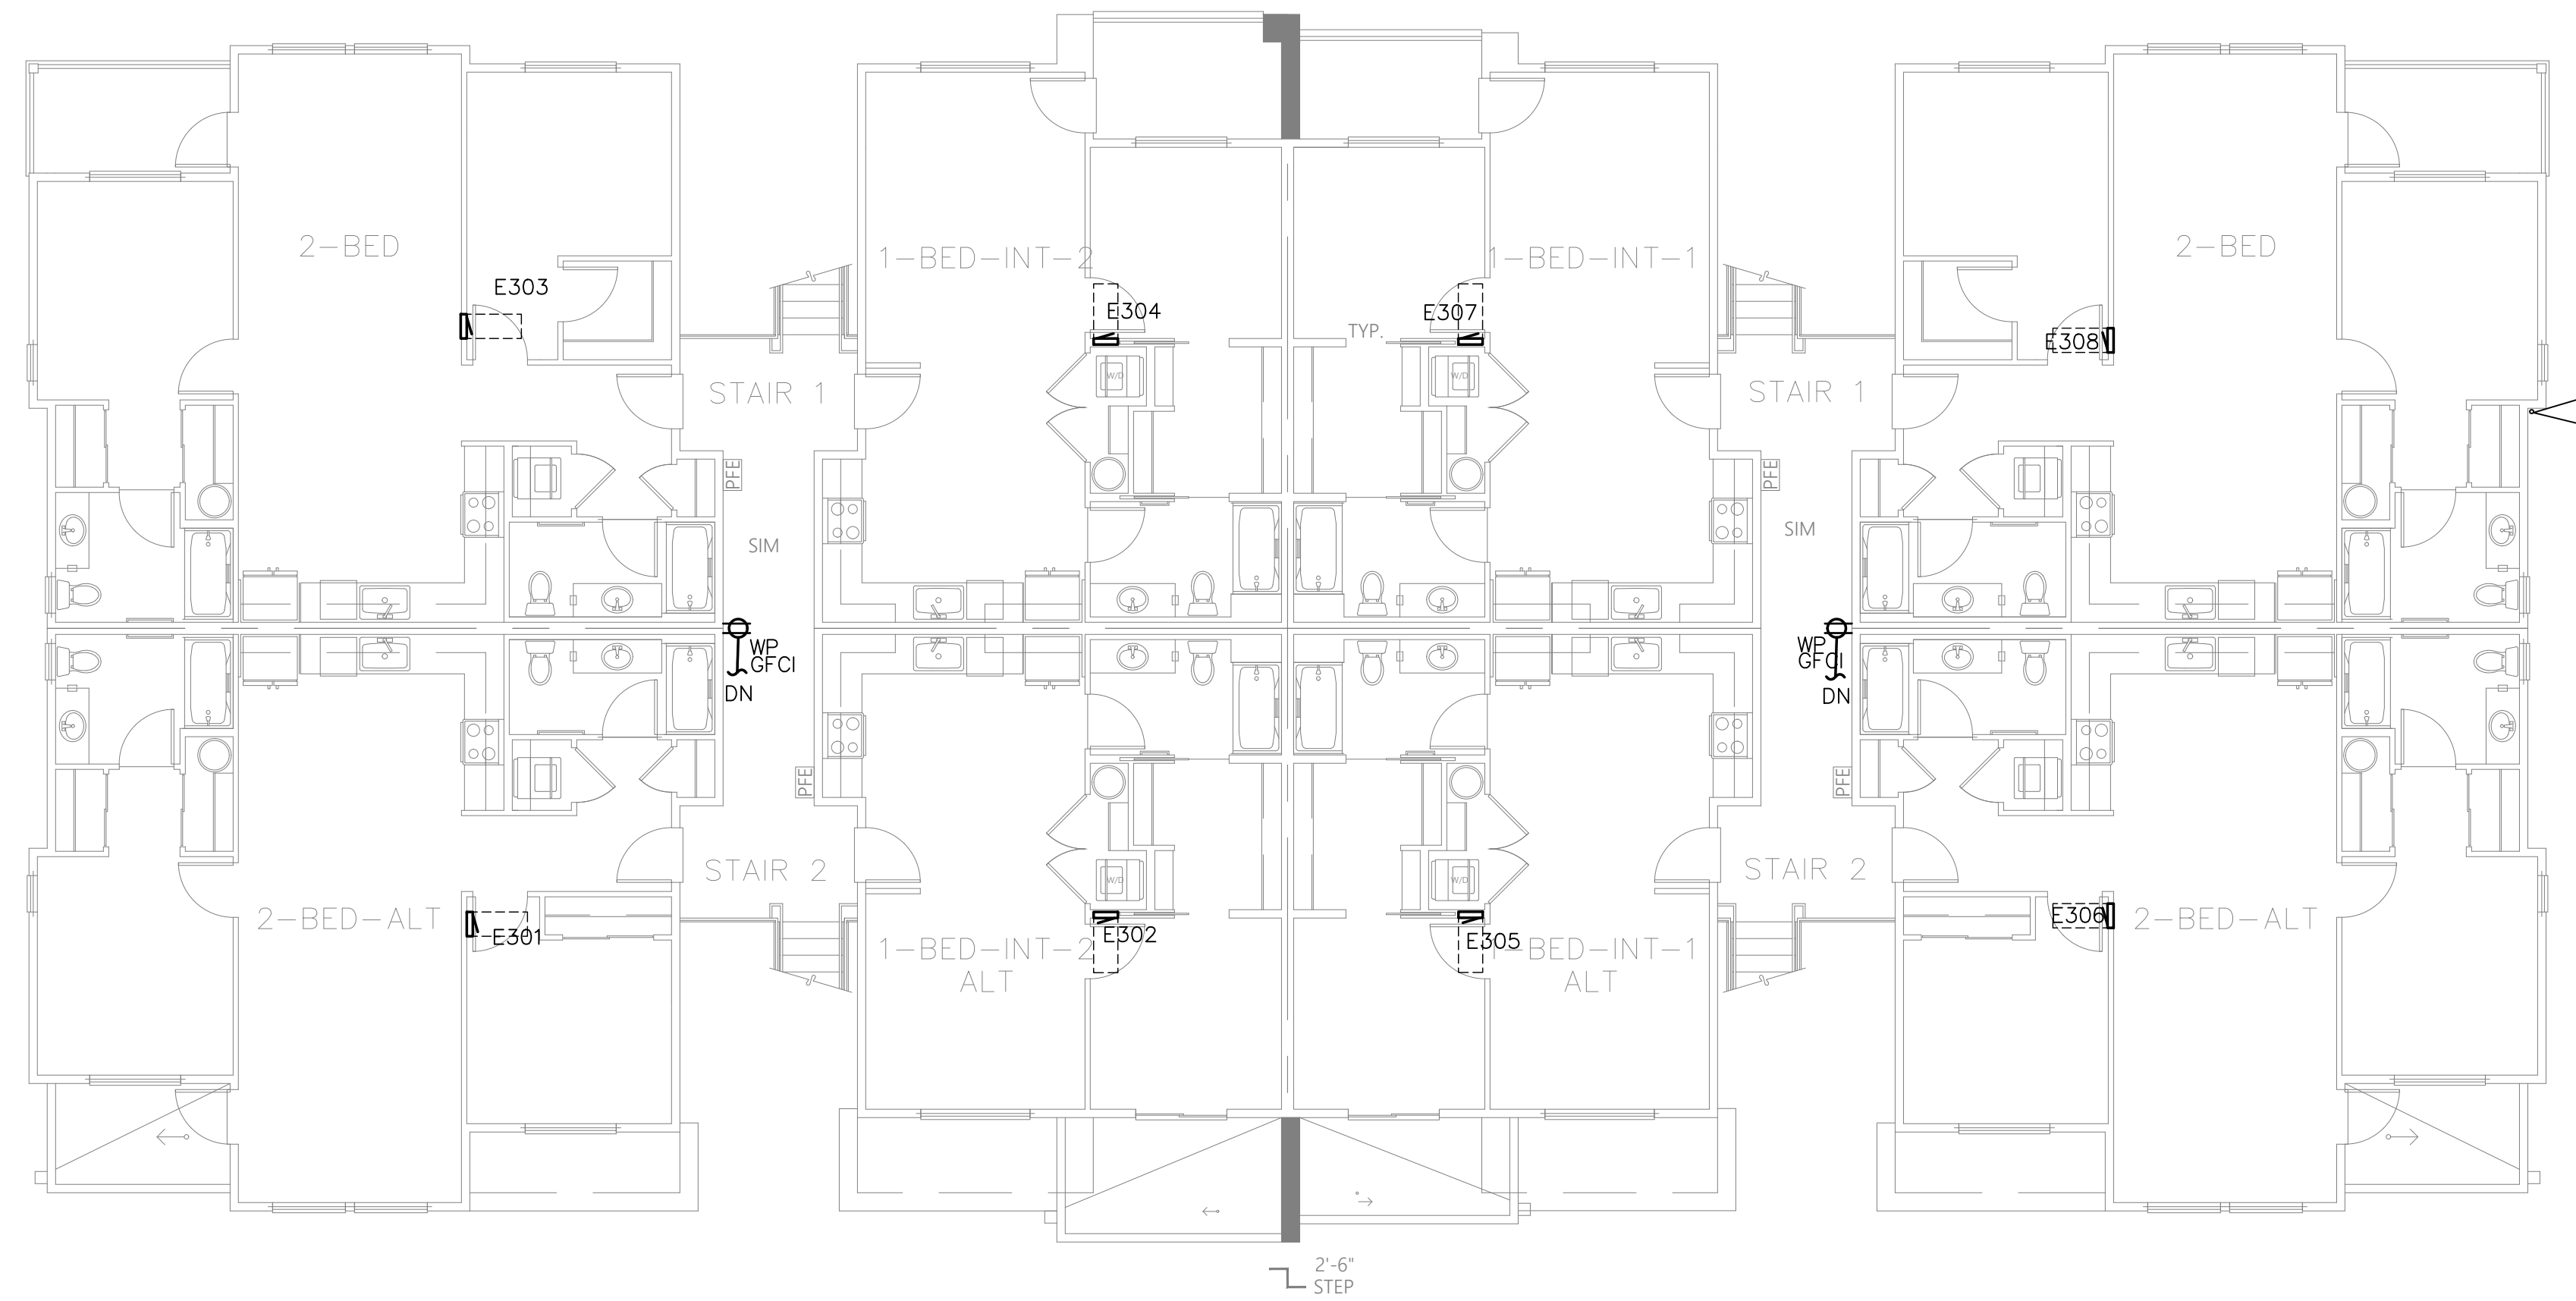 2-BED
1-BED-INT-2
1-BED-INT-1
2-BED
E303
E304
E307
TYP.
E308
STAIR 1
STAIR 1
W/D
W/D
PFE
PFE
SIM
SIM
WP
GFCI
DN
WP
GFCI
DN
PFE
PFE
STAIR 2
STAIR 2
W/D
W/D
2-BED-ALT
E301
1-BED-INT-2
ALT
E302
E305
1-BED-INT-1
ALT
E306
2-BED-ALT
2'-6"
STEP